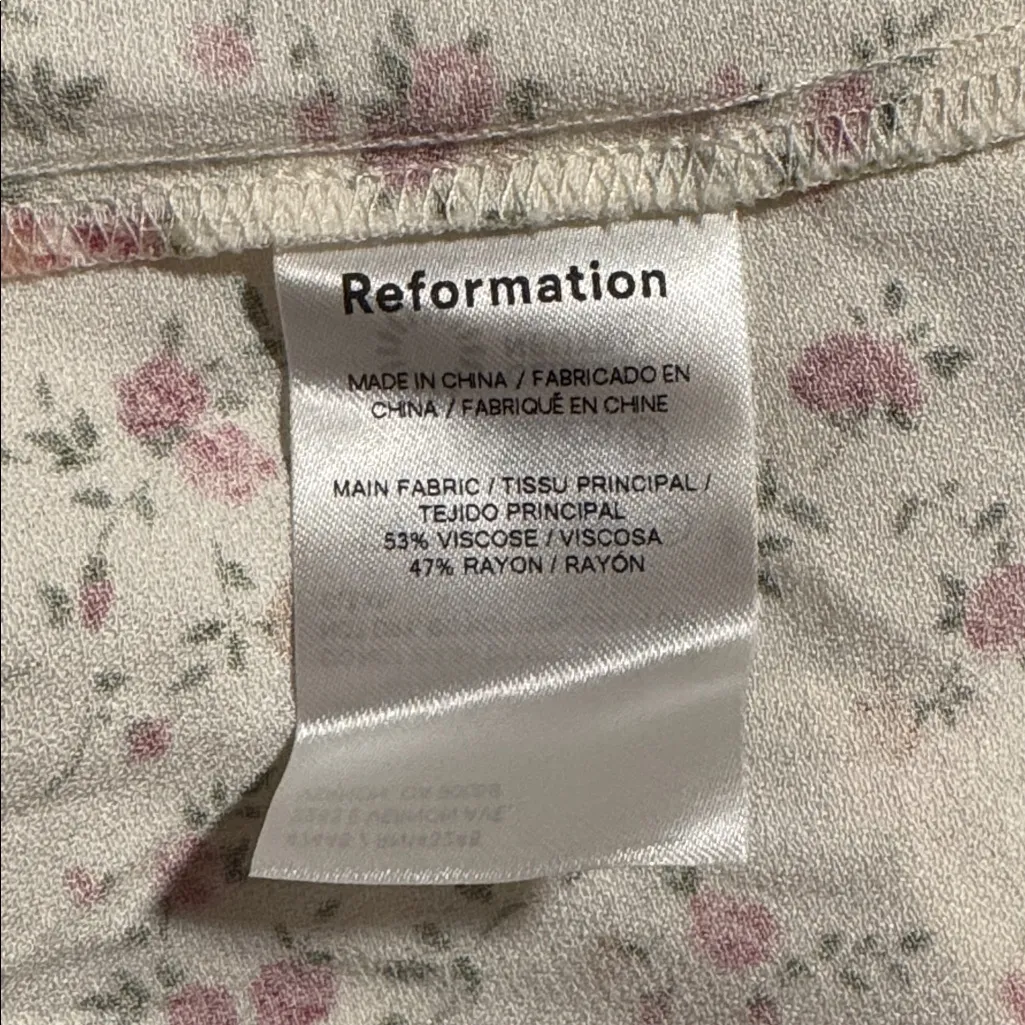 Reformation
MADE IN CHINA / FABRICADO EN
CHINA / FABRIQUÉ EN CHINE
MAIN FABRIC / TISSU PRINCIPAL /
TEJIDO PRINCIPAL
53% VISCOSE / VISCOSA
47% RAYON / RAYÓN